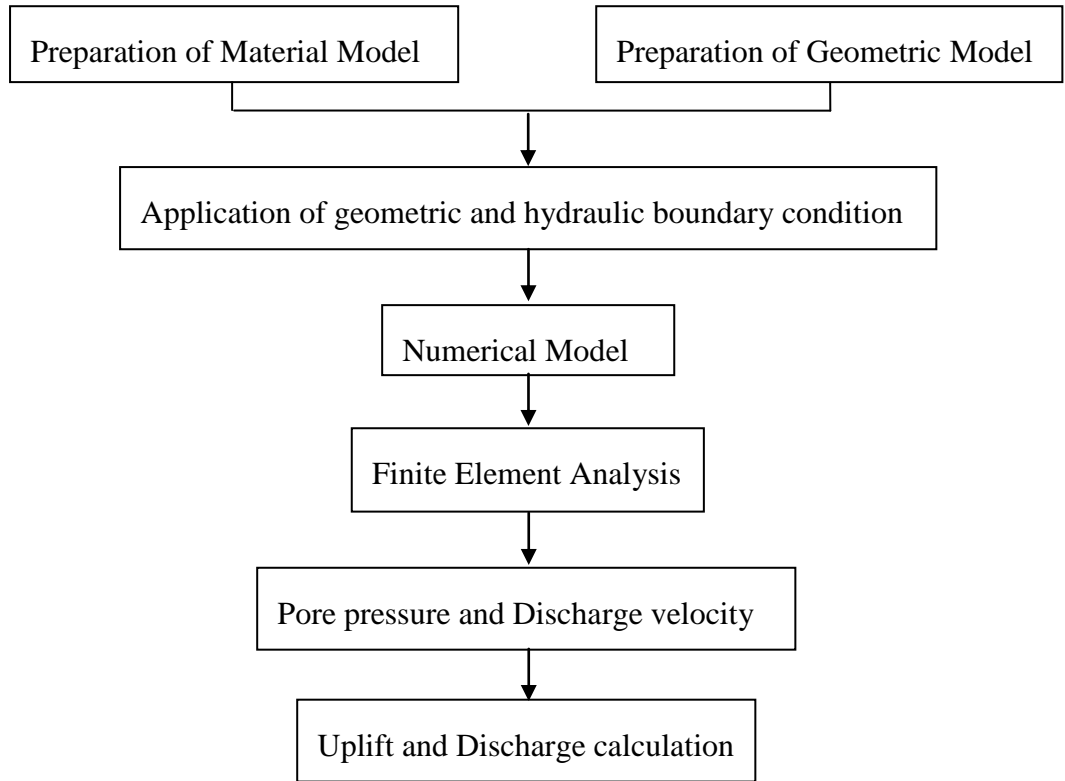 Preparation of Material Model
Preparation of Geometric Model
Application of geometric and hydraulic boundary condition
Numerical Model
Finite Element Analysis
Pore pressure and Discharge velocity
Uplift and Discharge calculation